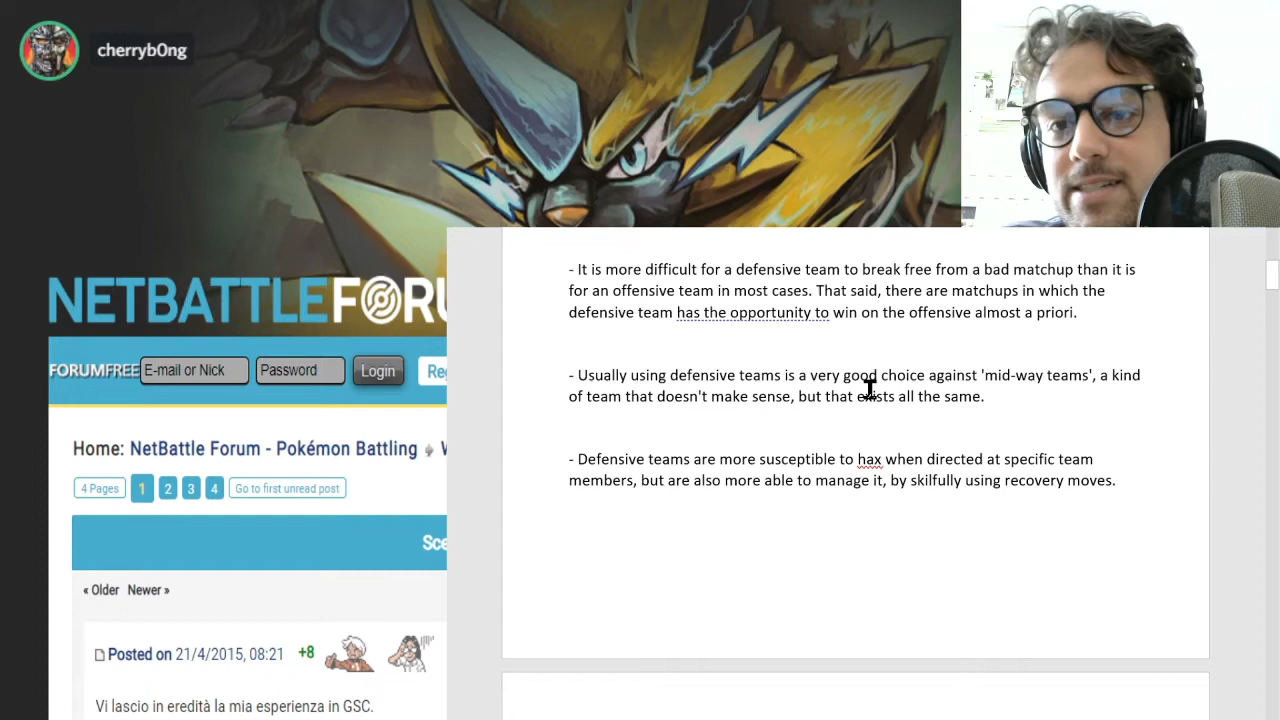 cherryb0ng
- It is more difficult for a defensive team to break free from a bad matchup than it is
for an offensive team in most cases. That said, there are matchups in which the
defensive team has the opportunity to win on the offensive almost a priori.
- Usually using defensive teams is a very good choice against 'mid-way teams', a kind
of team that doesn't make sense, but that exists all the same.
- Defensive teams are more susceptible to hax when directed at specific team
members, but are also more able to manage it, by skilfully using recovery moves.
NETBATTLEFORU
FORUMFREE E-mail or Nick Password Login Reg
Home: NetBattle Forum - Pokémon Battling W
4 Pages 1 2 3 4 Go to first unread post
Sce
« Older Newer »
Posted on 21/4/2015, 08:21 +8
Vi lascio in eredità la mia esperienza in GSC.